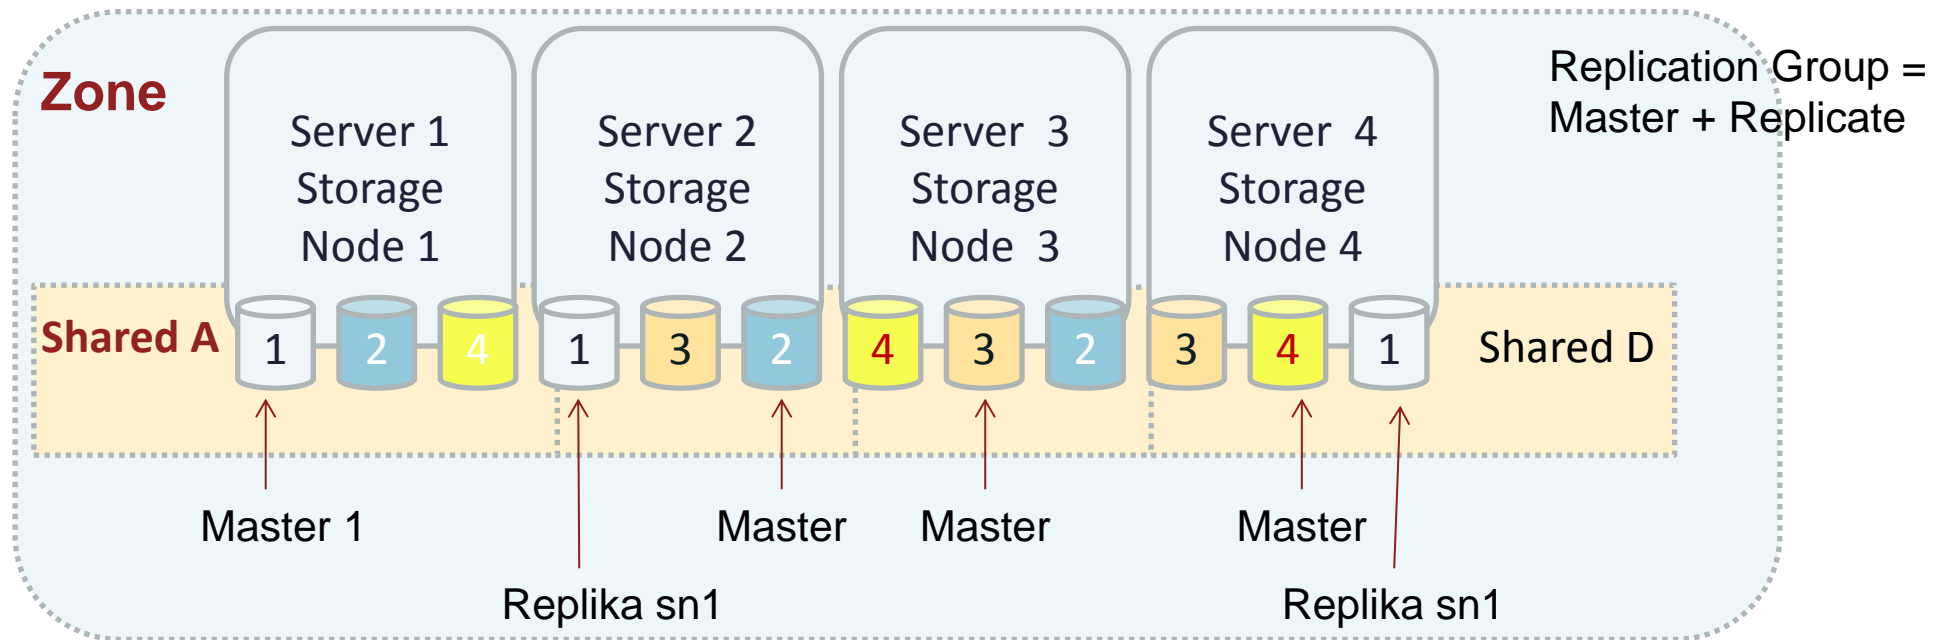 Zone
Server 1
Storage
Node 1
Server 2
Storage
Node 2
Server 3
Storage
Node 3
Server 4
Storage
Node 4
Replication Group =
Master + Replicate
Shared A
1
2
4
1
3
2
4
3
2
3
4
1
Shared D
Master 1
Master
Master
Master
Replika sn1
Replika sn1